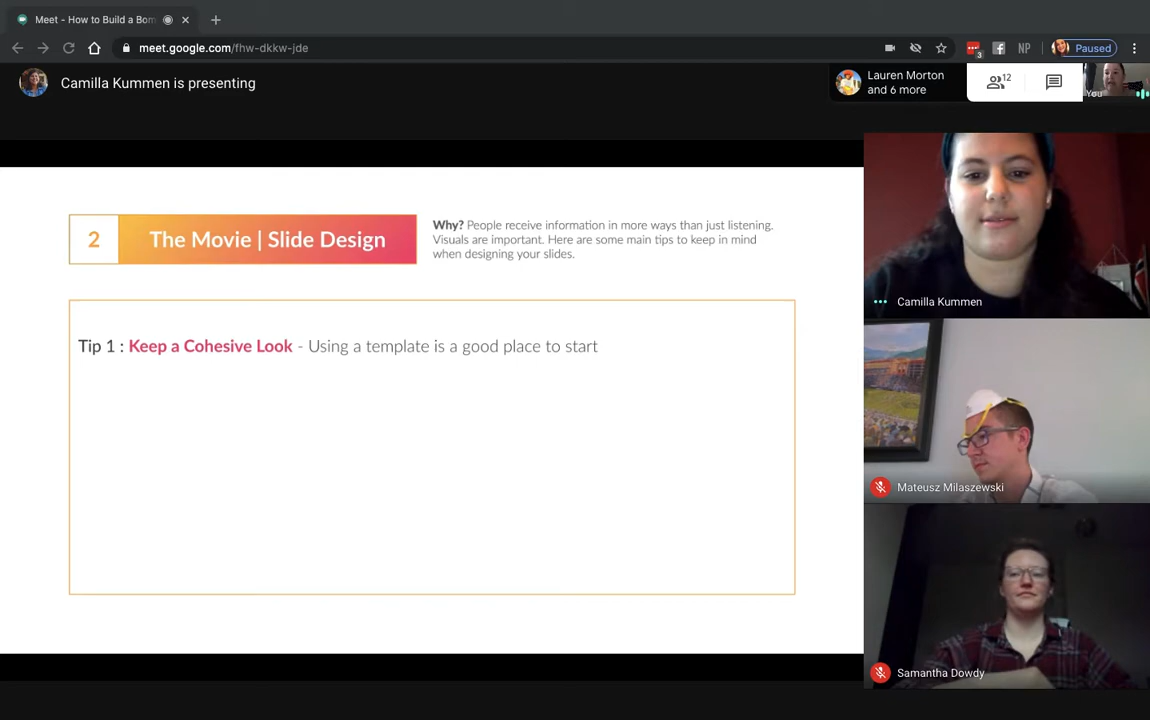 Meet - How to Build a Bom
meet.google.com/fhw-dkkw-jde
3
NP
Paused
Camilla Kummen is presenting
Lauren Morton
and 6 more
12
You
2
The Movie | Slide Design
Why? People receive information in more ways than just listening.
Visuals are important. Here are some main tips to keep in mind
when designing your slides.
Tip 1 : Keep a Cohesive Look - Using a template is a good place to start
Camilla Kummen
Mateusz Milaszewski
Samantha Dowdy